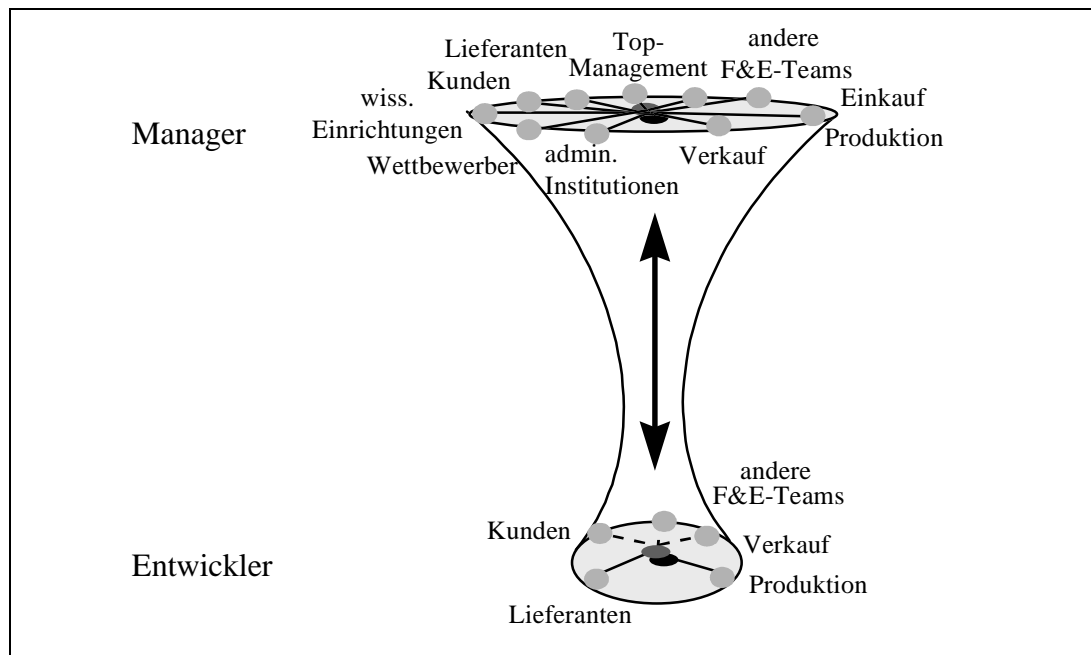 Lieferanten
Kunden
Top-
Management
andere
F&E-Teams
wiss.
Einrichtungen
Einkauf
Produktion
Manager
Wettbewerber
admin.
Institutionen
Verkauf
andere
F&E-Teams
Kunden
Verkauf
Entwickler
Produktion
Lieferanten